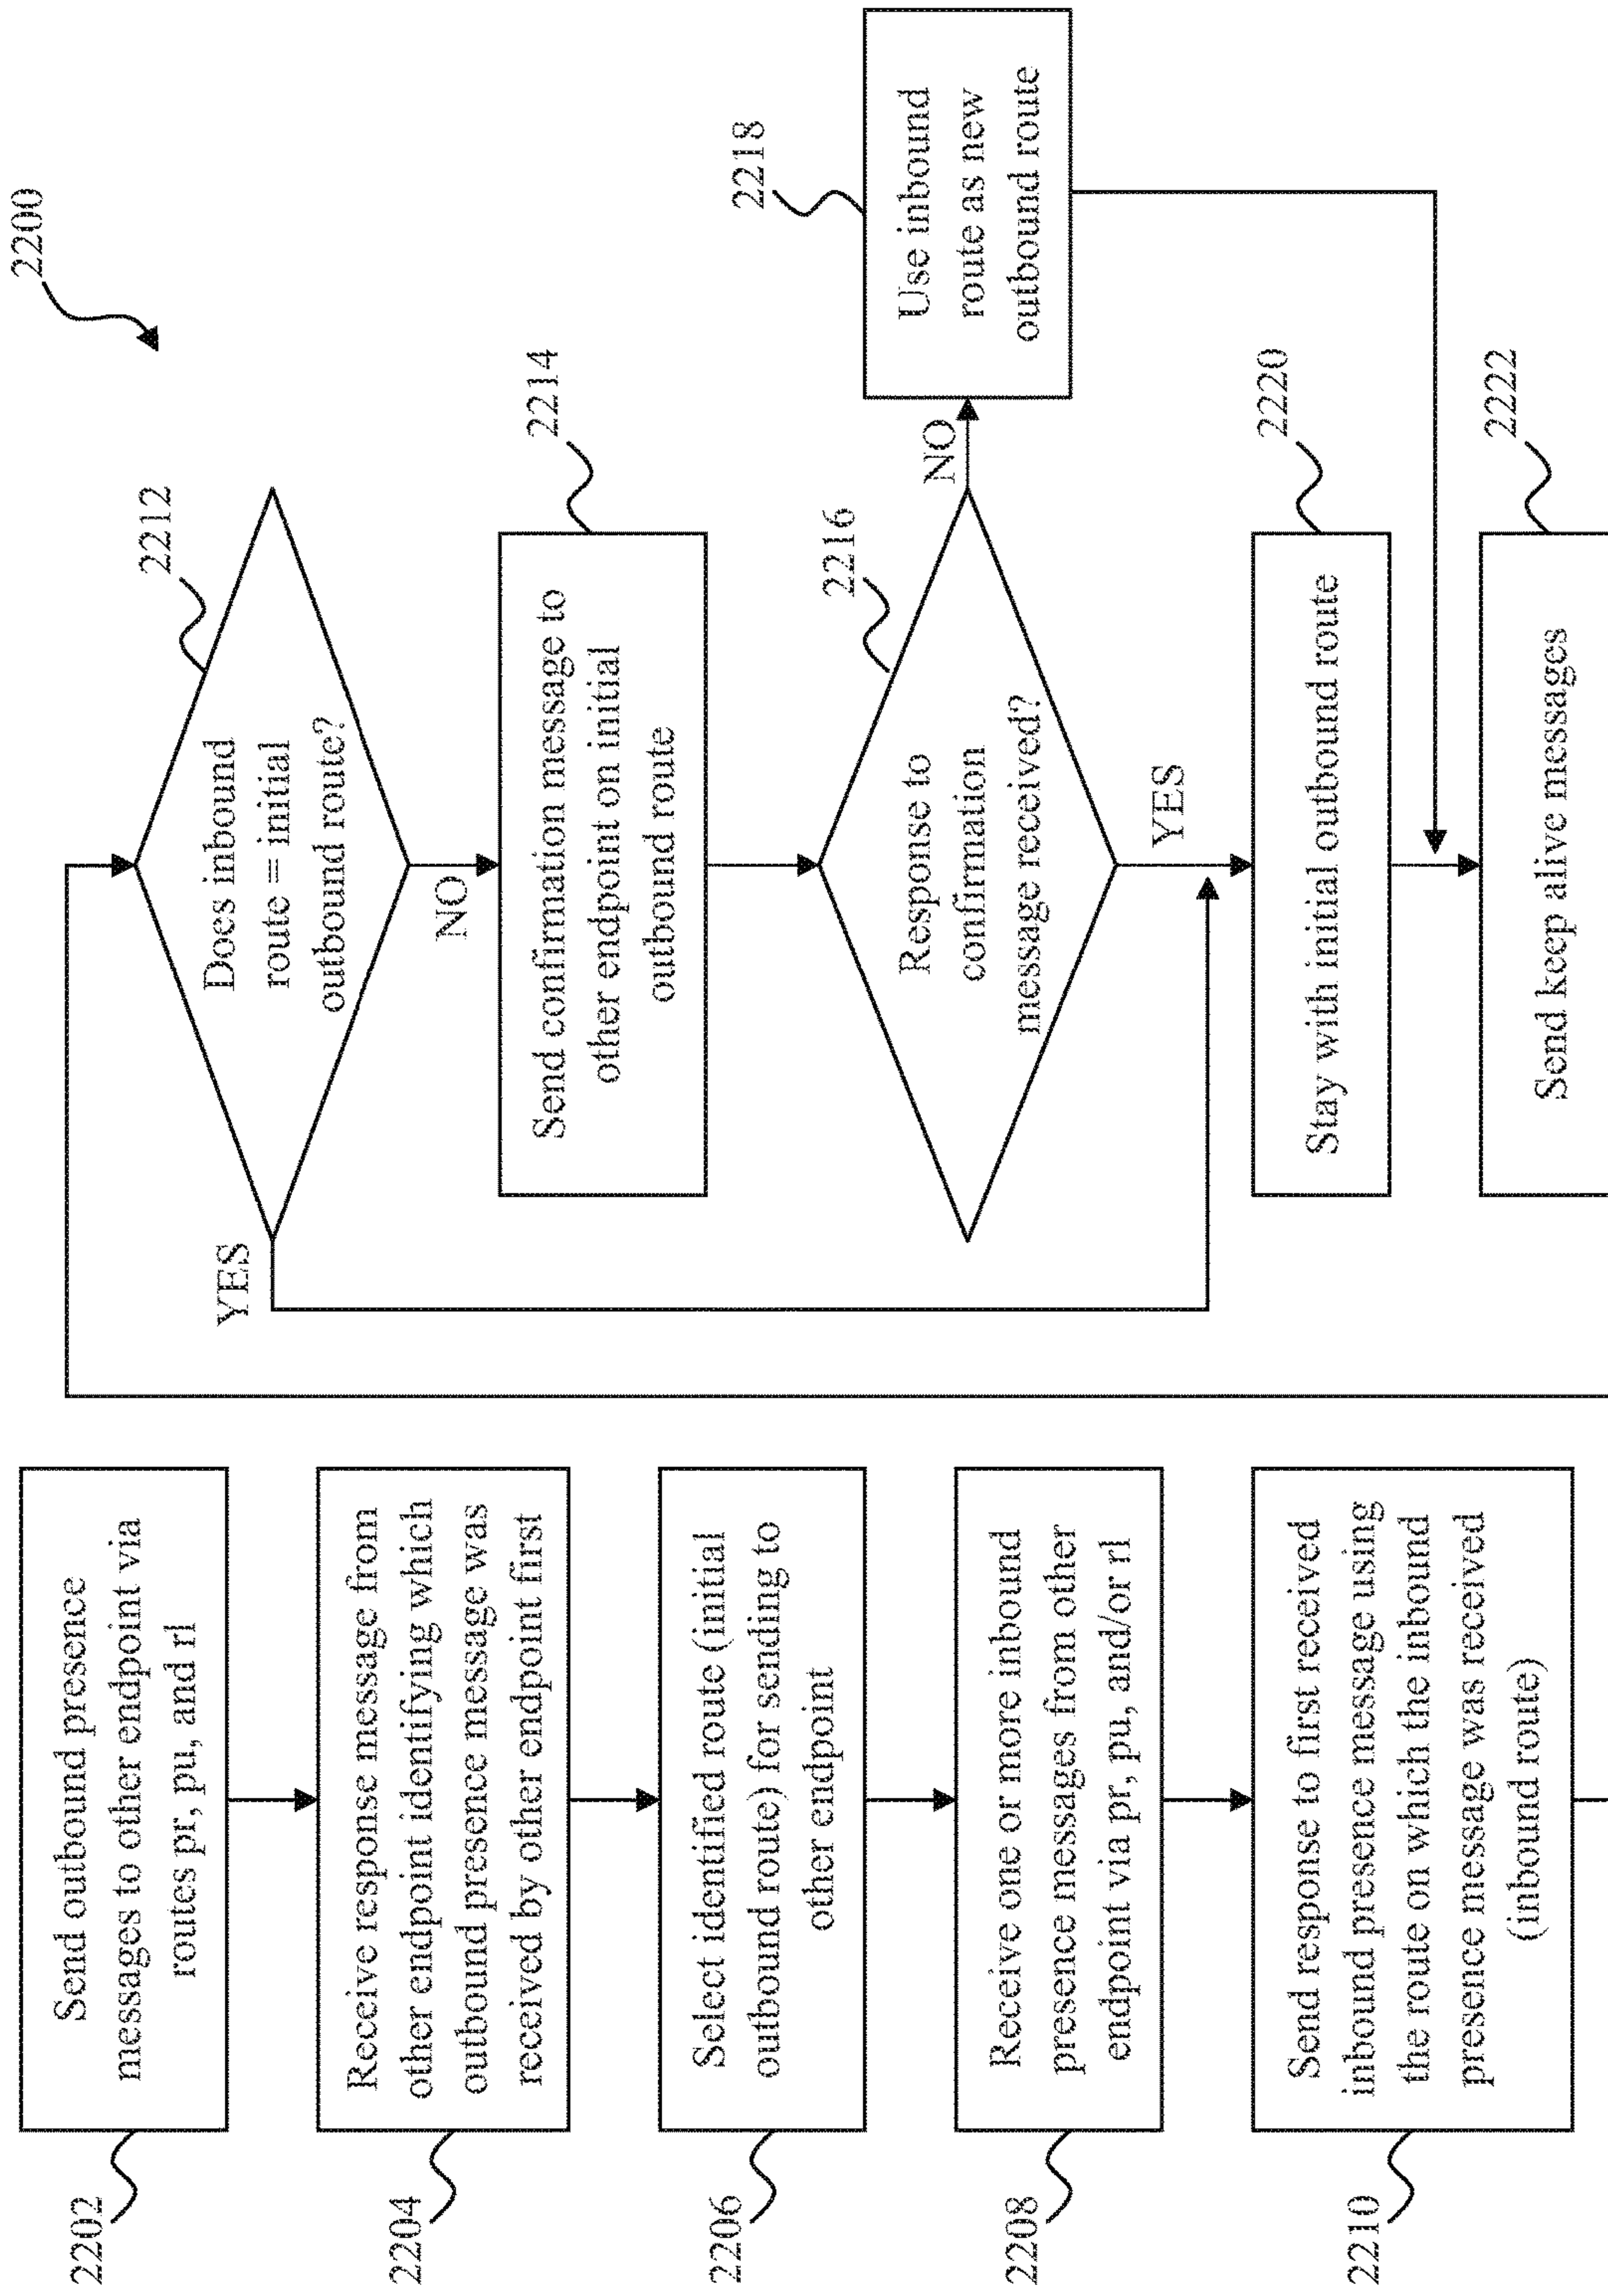 2200
2202
Send outbound presence
messages to other endpoint via
routes pr, pu, and rl
2204
Receive response message from
other endpoint identifying which
outbound presence message was
received by other endpoint first
2206
Select identified route (initial
outbound route) for sending to
other endpoint
2208
Receive one or more inbound
presence messages from other
endpoint via pr, pu, and/or rl
2210
Send response to first received
inbound presence message using
the route on which the inbound
presence message was received
(inbound route)
2212
Does inbound
route = initial
outbound route?
YES
NO
2214
Send confirmation message to
other endpoint on initial
outbound route
2216
Response to
confirmation
message received?
NO
YES
2218
Use inbound
route as new
outbound route
2220
Stay with initial outbound route
2222
Send keep alive messages